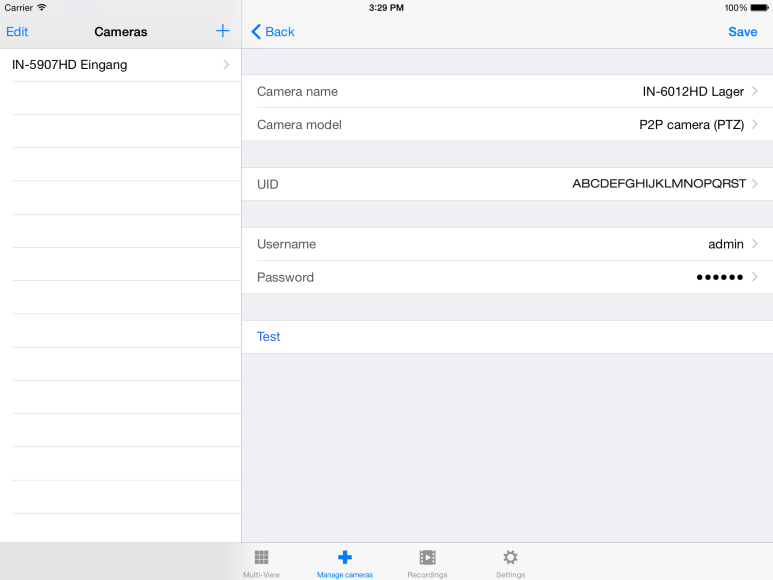 Carrier 3:29 PM 100%
Edit Cameras Back Save
IN-5907HD Eingang
Camera name IN-6012HD Lager
Camera model P2P camera (PTZ)
UID ABCDEFGHIJKLMNOPQRST
Username admin
Password ••••••
Test
Multi-View Manage cameras Recordings Settings